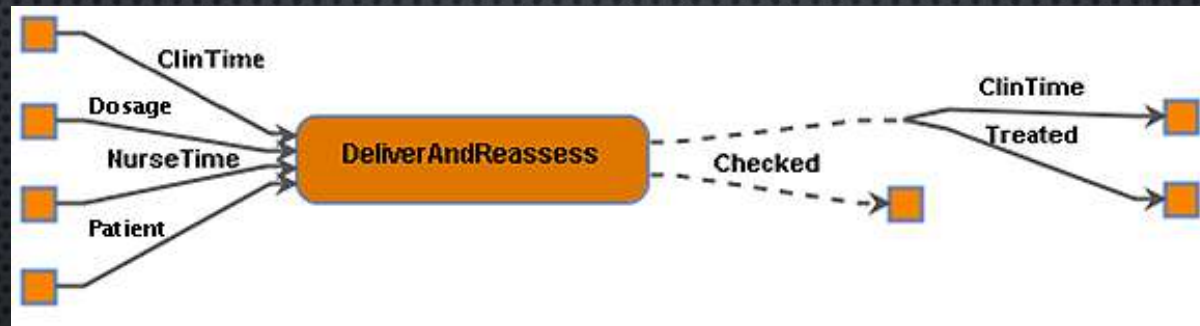 ClinTime
Dosage
NurseTime
Patient
DeliverAndReassess
Checked
ClinTime
Treated